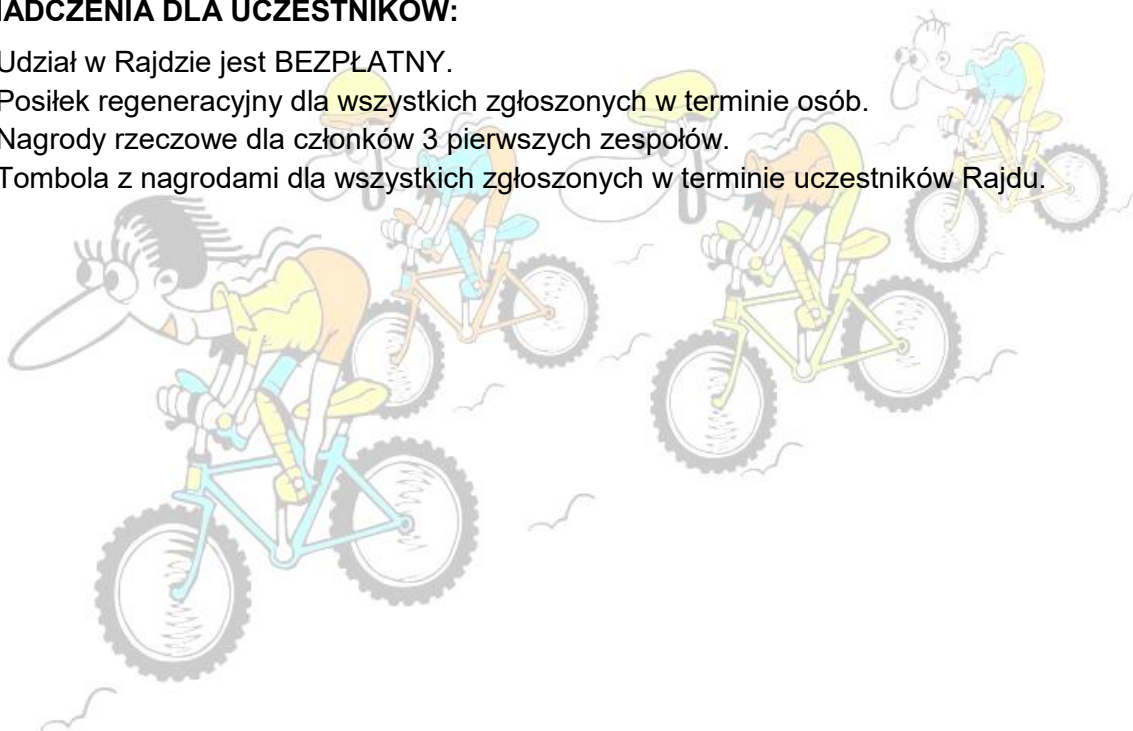 IADCZENIA DLA UCZESTNIKÓW:
Udział w Rajdzie jest BEZPŁATNY.
Posiłek regeneracyjny dla wszystkich zgłoszonych w terminie osób.
Nagrody rzeczowe dla członków 3 pierwszych zespołów.
Tombola z nagrodami dla wszystkich zgłoszonych w terminie uczestników Rajdu.